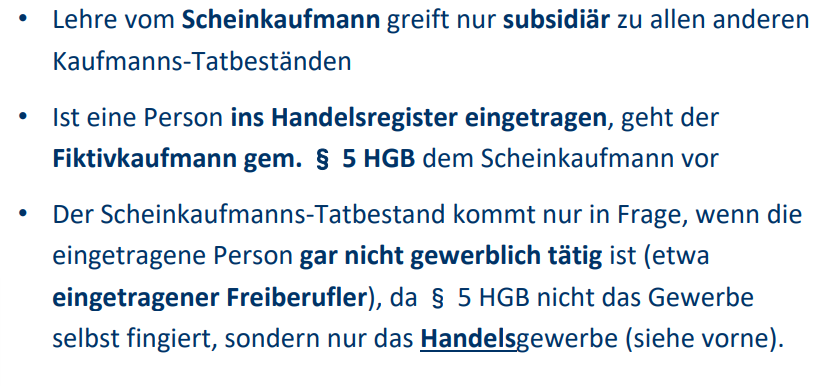 • Lehre vom Scheinkaufmann greift nur subsidiär zu allen anderen
Kaufmanns-Tatbeständen
• Ist eine Person ins Handelsregister eingetragen, geht der
Fiktivkaufmann gem. § 5 HGB dem Scheinkaufmann vor
• Der Scheinkaufmanns-Tatbestand kommt nur in Frage, wenn die
eingetragene Person gar nicht gewerblich tätig ist (etwa
eingetragener Freiberufler), da § 5 HGB nicht das Gewerbe
selbst fingiert, sondern nur das Handelsgewerbe (siehe vorne).